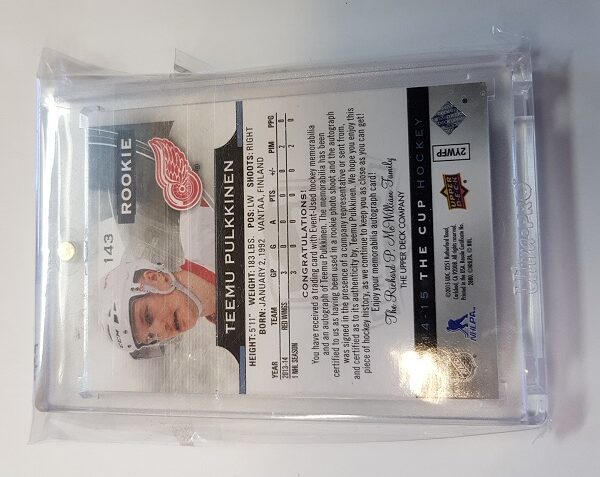 143
ROOKIE
TEEMU PULKKINEN
HEIGHT: 5'11" WEIGHT: 183 LBS. POS: LW SHOOTS: RIGHT
BORN: JANUARY 2, 1992 VANTAA, FINLAND
YEAR TEAM GP G A PTS +/- PIM PPG
2013-14 RED WINGS 3 0 0 0 2 0
1 NHL SEASON 3 0 0 0 2 0
CONGRATULATIONS!
You have received a trading card with Event-Used hockey memorabilia
and an autograph of Teemu Pulkkinen. The memorabilia has been
certified to us as having been used in a rookie photo shoot and the autograph
was signed in the presence of a company representative or sent from,
and certified as to its authenticity by Teemu Pulkkinen. We hope you enjoy this
piece of hockey history, as we continue to keep you as close as you can get!
Enjoy your memorabilia autograph card!
The Richard P. McWilliam Family
THE UPPER DECK COMPANY
14-15 THE CUP HOCKEY
2YWFP
UPPER DECK
NHLPA